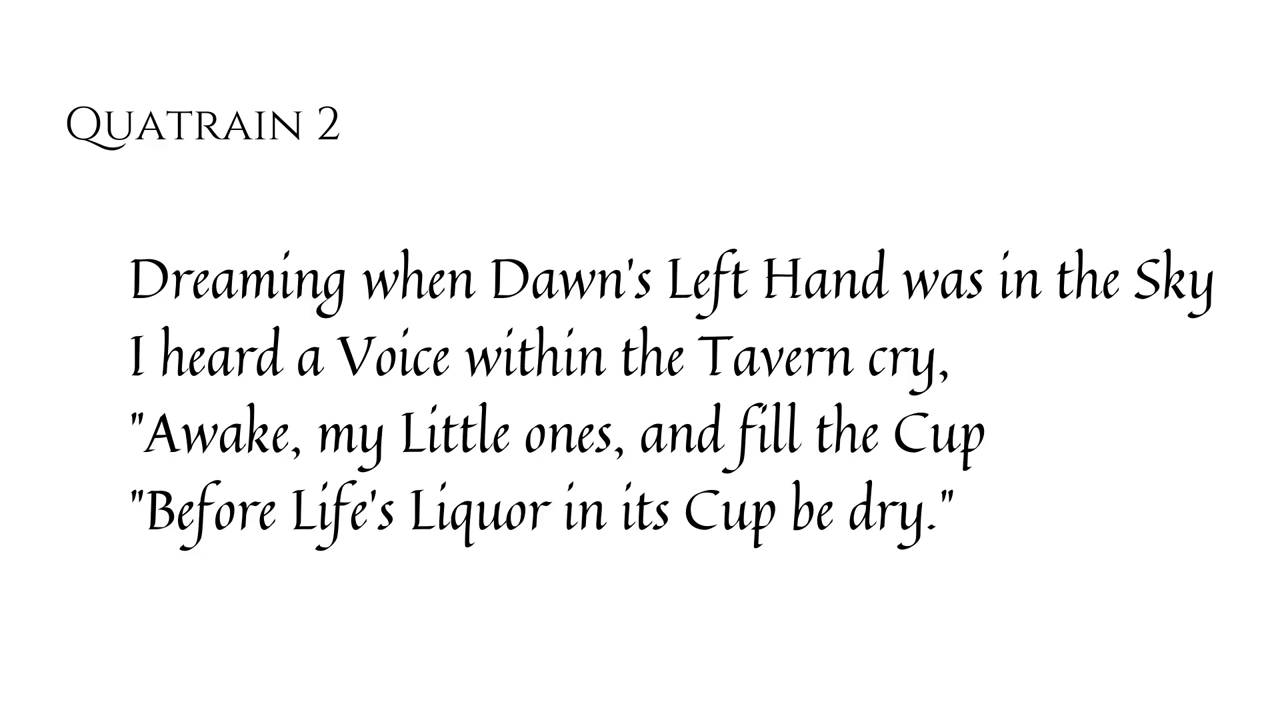 Quatrain 2
Dreaming when Dawn's Left Hand was in the Sky
I heard a Voice within the Tavern cry,
"Awake, my Little ones, and fill the Cup
"Before Life's Liquor in its Cup be dry."